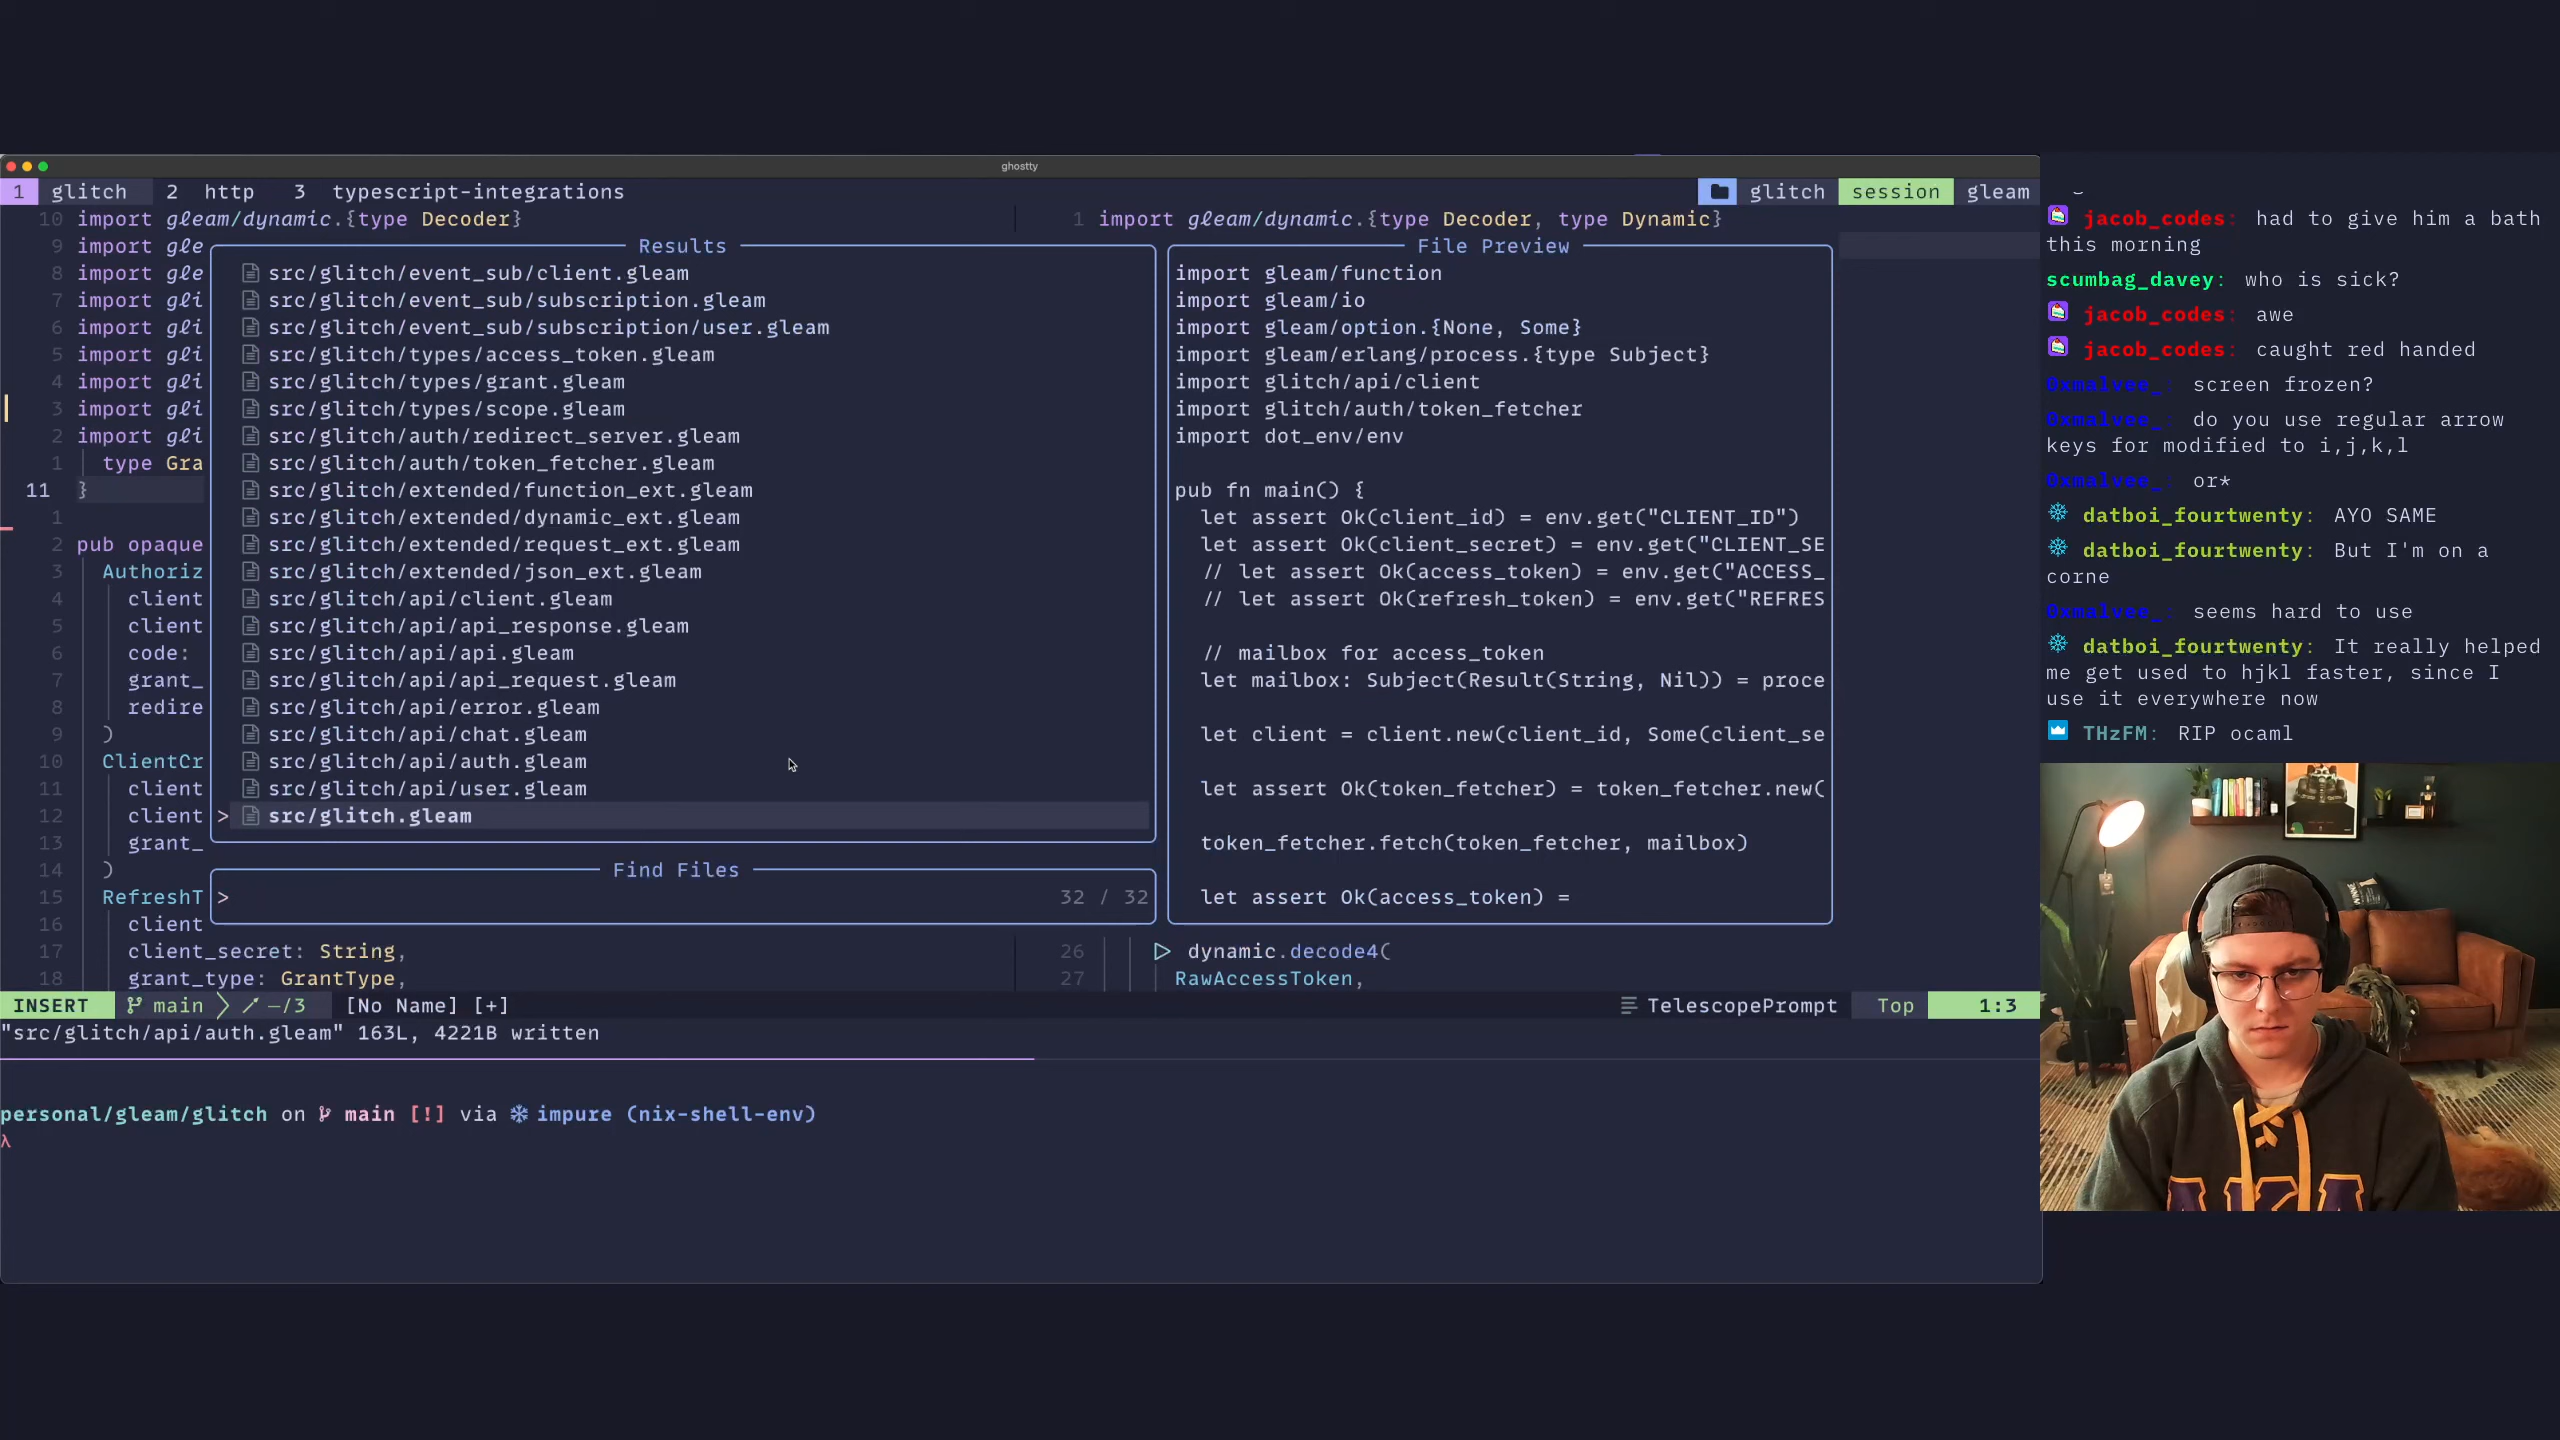 ghostty
1 glitch 2 http 3 typescript-integrations glitch session gleam
10 import gleam/dynamic.{type Decoder}
9 import gle
8 import gle
7 import gli
6 import gli
5 import gli
4 import gli
3 import gli
2 import gli
1 type Gra
11 }
1
2 pub opaque
3 Authoriz
4 client
5 client
6 code:
7 grant_
8 redire
9 )
10 ClientCr
11 client
12 client
13 grant_
14 )
15 RefreshT
16 client
17 client_secret: String,
18 grant_type: GrantType,
Results
src/glitch/event_sub/client.gleam
src/glitch/event_sub/subscription.gleam
src/glitch/event_sub/subscription/user.gleam
src/glitch/types/access_token.gleam
src/glitch/types/grant.gleam
src/glitch/types/scope.gleam
src/glitch/auth/redirect_server.gleam
src/glitch/auth/token_fetcher.gleam
src/glitch/extended/function_ext.gleam
src/glitch/extended/dynamic_ext.gleam
src/glitch/extended/request_ext.gleam
src/glitch/extended/json_ext.gleam
src/glitch/api/client.gleam
src/glitch/api/api_response.gleam
src/glitch/api/api.gleam
src/glitch/api/api_request.gleam
src/glitch/api/error.gleam
src/glitch/api/chat.gleam
src/glitch/api/auth.gleam
src/glitch/api/user.gleam
> src/glitch.gleam
Find Files
> 32 / 32
1 import gleam/dynamic.{type Decoder, type Dynamic}
File Preview
import gleam/function
import gleam/io
import gleam/option.{None, Some}
import gleam/erlang/process.{type Subject}
import glitch/api/client
import glitch/auth/token_fetcher
import dot_env/env
pub fn main() {
let assert Ok(client_id) = env.get("CLIENT_ID")
let assert Ok(client_secret) = env.get("CLIENT_SE
// let assert Ok(access_token) = env.get("ACCESS_
// let assert Ok(refresh_token) = env.get("REFRES
// mailbox for access_token
let mailbox: Subject(Result(String, Nil)) = proce
let client = client.new(client_id, Some(client_se
let assert Ok(token_fetcher) = token_fetcher.new(
token_fetcher.fetch(token_fetcher, mailbox)
let assert Ok(access_token) =
26 ▷ dynamic.decode4(
27 RawAccessToken,
INSERT main —/3 [No Name] [+] TelescopePrompt Top 1:3
"src/glitch/api/auth.gleam" 163L, 4221B written
personal/gleam/glitch on main [!] via ❄ impure (nix-shell-env)
λ
jacob_codes: had to give him a bath
this morning
scumbag_davey: who is sick?
jacob_codes: awe
jacob_codes: caught red handed
0xmalvee_: screen frozen?
0xmalvee_: do you use regular arrow
keys for modified to i,j,k,l
0xmalvee_: or*
datboi_fourtwenty: AYO SAME
datboi_fourtwenty: But I'm on a
corne
0xmalvee_: seems hard to use
datboi_fourtwenty: It really helped
me get used to hjkl faster, since I
use it everywhere now
THzFM: RIP ocaml